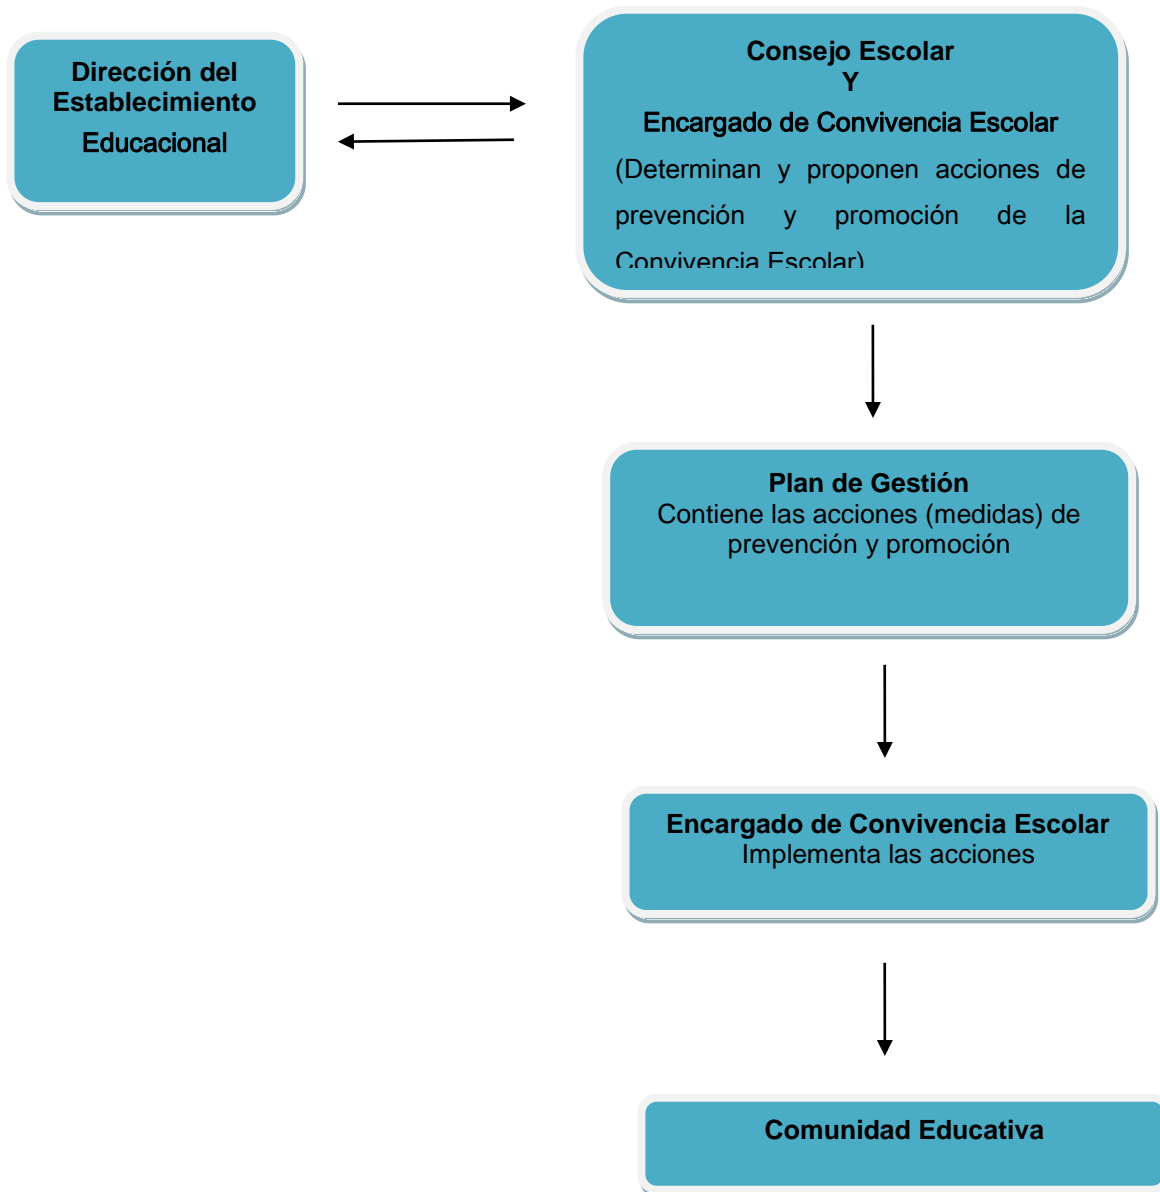 Dirección del
Establecimiento
Educacional
Consejo Escolar
Y
Encargado de Convivencia Escolar
(Determinan y proponen acciones de
prevención y promoción de la
Convivencia Escolar)
Plan de Gestión
Contiene las acciones (medidas) de
prevención y promoción
Encargado de Convivencia Escolar
Implementa las acciones
Comunidad Educativa